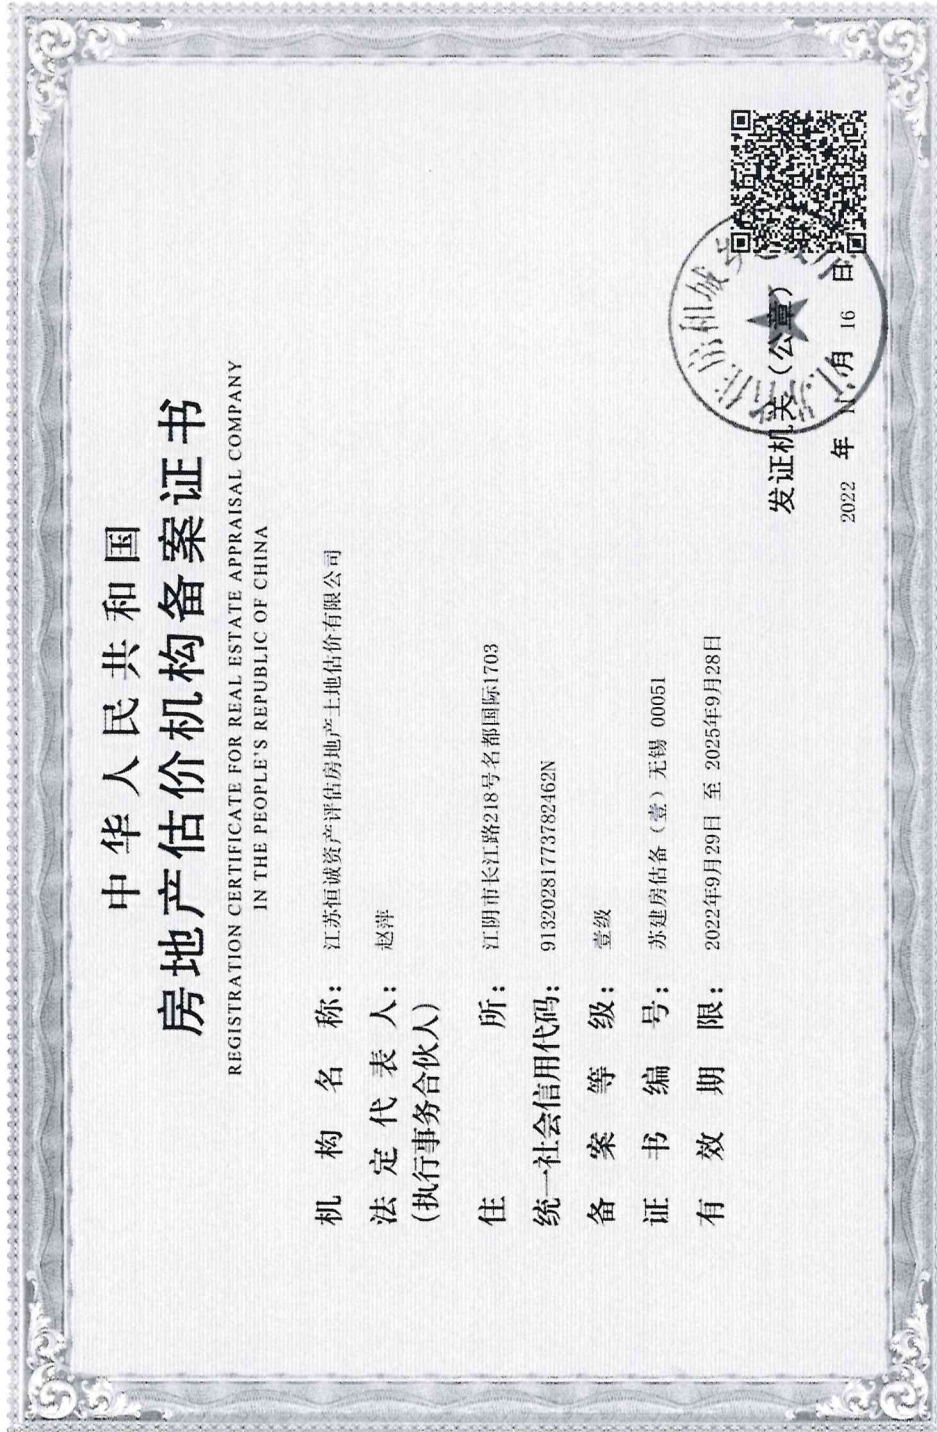 中华人民共和国
房地产估价机构备案证书
REGISTRATION CERTIFICATE FOR REAL ESTATE APPRAISAL COMPANY
IN THE PEOPLE'S REPUBLIC OF CHINA
机构名称：江苏恒诚资产评估房地产土地估价有限公司
法定代表人：赵萍
(执行事务合伙人)
住所：江阴市长江路218号名都国际1703
统一社会信用代码：91320281773782462N
备案等级：壹级
证书编号：苏建房估备（壹）无锡 00051
有效期限：2022年9月29日 至 2025年9月28日
发证机关（公章）
2022 年 11 月 16 日